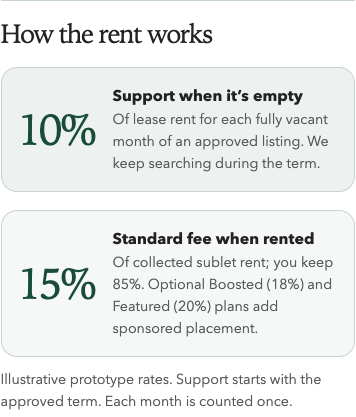 How the rent works
10%
Support when it’s empty
Of lease rent for each fully vacant
month of an approved listing. We
keep searching during the term.
15%
Standard fee when rented
Of collected sublet rent; you keep
85%. Optional Boosted (18%) and
Featured (20%) plans add
sponsored placement.
Illustrative prototype rates. Support starts with the
approved term. Each month is counted once.